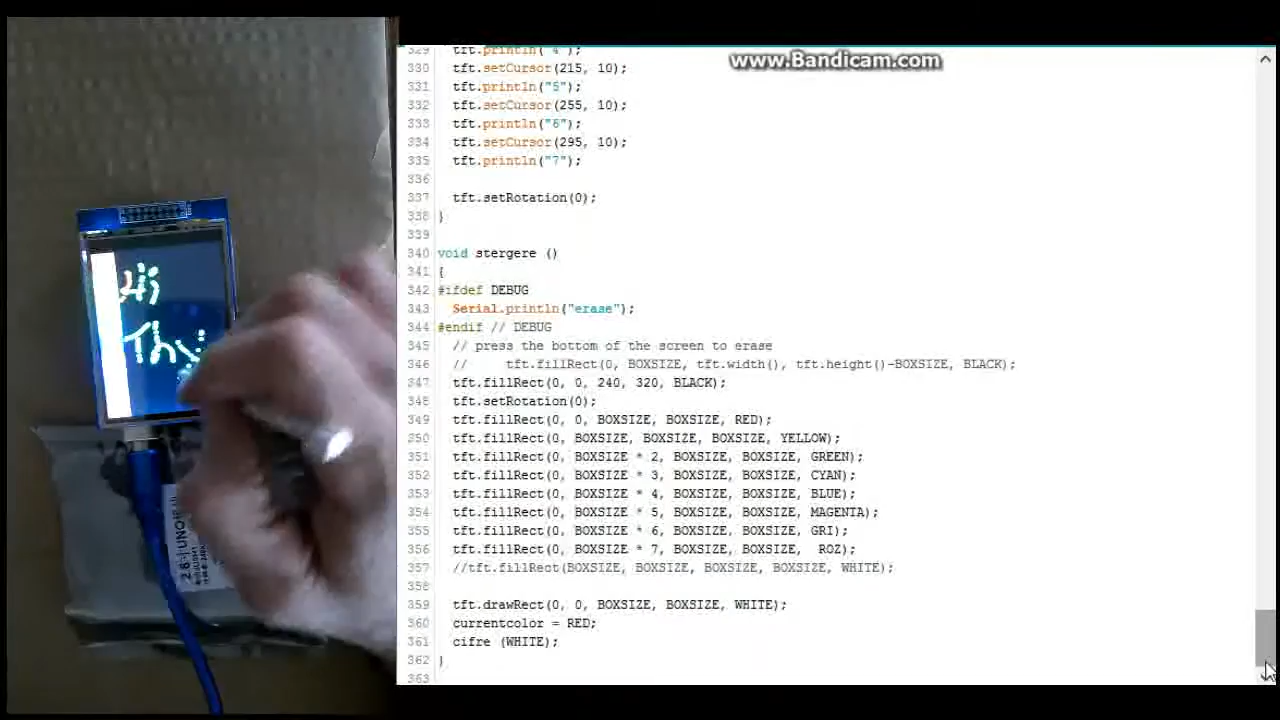 www.Bandicam.com
329 tft.println("4");
330 tft.setCursor(215, 10);
331 tft.println("5");
332 tft.setCursor(255, 10);
333 tft.println("6");
334 tft.setCursor(295, 10);
335 tft.println("7");
336
337 tft.setRotation(0);
338 }
339
340 void stergere ()
341 {
342 #ifdef DEBUG
343 Serial.println("erase");
344 #endif // DEBUG
345 // press the bottom of the screen to erase
346 // tft.fillRect(0, BOXSIZE, tft.width(), tft.height()-BOXSIZE, BLACK);
347 tft.fillRect(0, 0, 240, 320, BLACK);
348 tft.setRotation(0);
349 tft.fillRect(0, 0, BOXSIZE, BOXSIZE, RED);
350 tft.fillRect(0, BOXSIZE, BOXSIZE, BOXSIZE, YELLOW);
351 tft.fillRect(0, BOXSIZE * 2, BOXSIZE, BOXSIZE, GREEN);
352 tft.fillRect(0, BOXSIZE * 3, BOXSIZE, BOXSIZE, CYAN);
353 tft.fillRect(0, BOXSIZE * 4, BOXSIZE, BOXSIZE, BLUE);
354 tft.fillRect(0, BOXSIZE * 5, BOXSIZE, BOXSIZE, MAGENTA);
355 tft.fillRect(0, BOXSIZE * 6, BOXSIZE, BOXSIZE, GRI);
356 tft.fillRect(0, BOXSIZE * 7, BOXSIZE, BOXSIZE, ROZ);
357 //tft.fillRect(BOXSIZE, BOXSIZE, BOXSIZE, BOXSIZE, WHITE);
358
359 tft.drawRect(0, 0, BOXSIZE, BOXSIZE, WHITE);
360 currentcolor = RED;
361 cifre (WHITE);
362 }
363